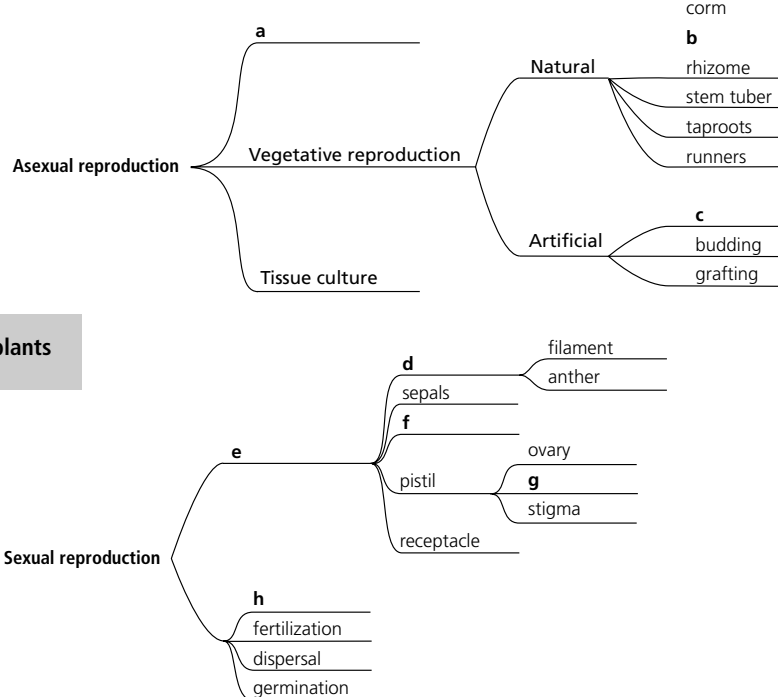 corm
a
b
Natural
rhizome
stem tuber
taproots
Asexual reproduction
Vegetative reproduction
runners
c
Artificial
budding
grafting
Tissue culture
plants
filament
d
anther
sepals
f
e
ovary
pistil
g
stigma
receptacle
Sexual reproduction
h
fertilization
dispersal
germination